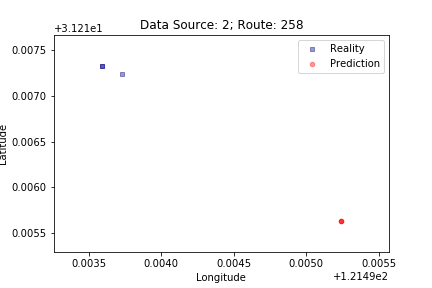 Data Source: 2; Route: 258
+3.121e1
0.0075
0.0070
0.0065
0.0060
0.0055
Latitude
Reality
Prediction
0.0035
0.0040
0.0045
0.0050
0.0055
Longitude
+1.2149e2